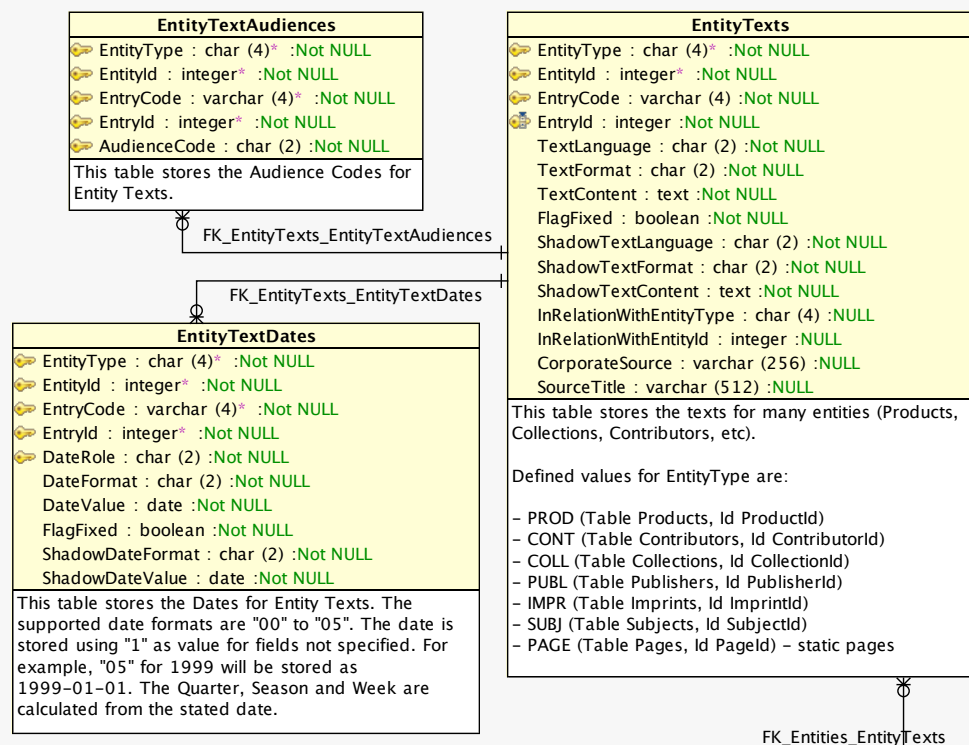 EntityTextAudiences
EntityType : char (4)* :Not NULL
EntityId : integer* :Not NULL
EntryCode : varchar (4)* :Not NULL
EntryId : integer* :Not NULL
AudienceCode : char (2) :Not NULL
This table stores the Audience Codes for
Entity Texts.
FK_EntityTexts_EntityTextAudiences
FK_EntityTexts_EntityTextDates
EntityTextDates
EntityType : char (4)* :Not NULL
EntityId : integer* :Not NULL
EntryCode : varchar (4)* :Not NULL
EntryId : integer* :Not NULL
DateRole : char (2) :Not NULL
DateFormat : char (2) :Not NULL
DateValue : date :Not NULL
FlagFixed : boolean :Not NULL
ShadowDateFormat : char (2) :Not NULL
ShadowDateValue : date :Not NULL
This table stores the Dates for Entity Texts. The
supported date formats are "00" to "05". The date is
stored using "1" as value for fields not specified. For
example, "05" for 1999 will be stored as
1999-01-01. The Quarter, Season and Week are
calculated from the stated date.
EntityTexts
EntityType : char (4)* :Not NULL
EntityId : integer* :Not NULL
EntryCode : varchar (4) :Not NULL
EntryId : integer :Not NULL
TextLanguage : char (2) :Not NULL
TextFormat : char (2) :Not NULL
TextContent : text :Not NULL
FlagFixed : boolean :Not NULL
ShadowTextLanguage : char (2) :Not NULL
ShadowTextFormat : char (2) :Not NULL
ShadowTextContent : text :Not NULL
InRelationWithEntityType : char (4) :NULL
InRelationWithEntityId : integer :NULL
CorporateSource : varchar (256) :NULL
SourceTitle : varchar (512) :NULL
This table stores the texts for many entities (Products,
Collections, Contributors, etc).
Defined values for EntityType are:
- PROD (Table Products, Id ProductId)
- CONT (Table Contributors, Id ContributorId)
- COLL (Table Collections, Id CollectionId)
- PUBL (Table Publishers, Id PublisherId)
- IMPR (Table Imprints, Id ImprintId)
- SUBJ (Table Subjects, Id SubjectId)
- PAGE (Table Pages, Id PageId) - static pages
FK_Entities_EntityTexts